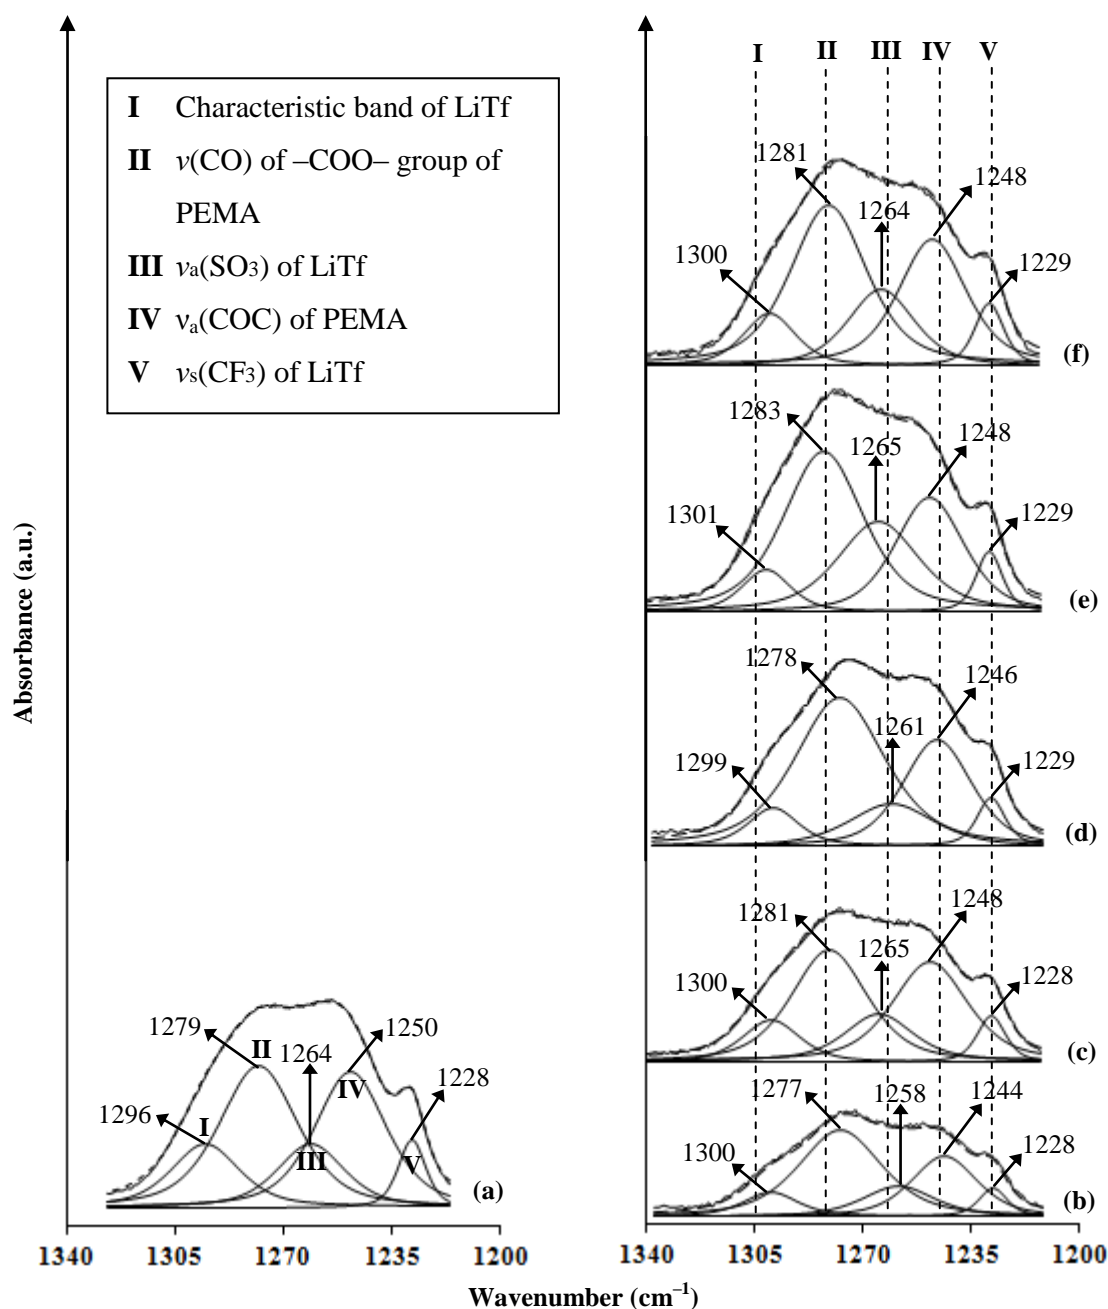 I Characteristic band of LiTf
II ν(CO) of –COO– group of
PEMA
III νa(SO3) of LiTf
IV νa(COC) of PEMA
V νs(CF3) of LiTf
I II III IV V
1281
1248
1264
1300
1229
(f)
1283
1248
1265
1301
1229
(e)
1278
1246
1261
1299
1229
(d)
1281
1248
1265
1300
1228
(c)
1277
1258
1244
1300
1228
(b)
1279
1264
1250
1228
1296
I
II
III
IV
V
(a)
Absorbance (a.u.)
1340 1305 1270 1235 1200
1340 1305 1270 1235 1200
Wavenumber (cm–1)